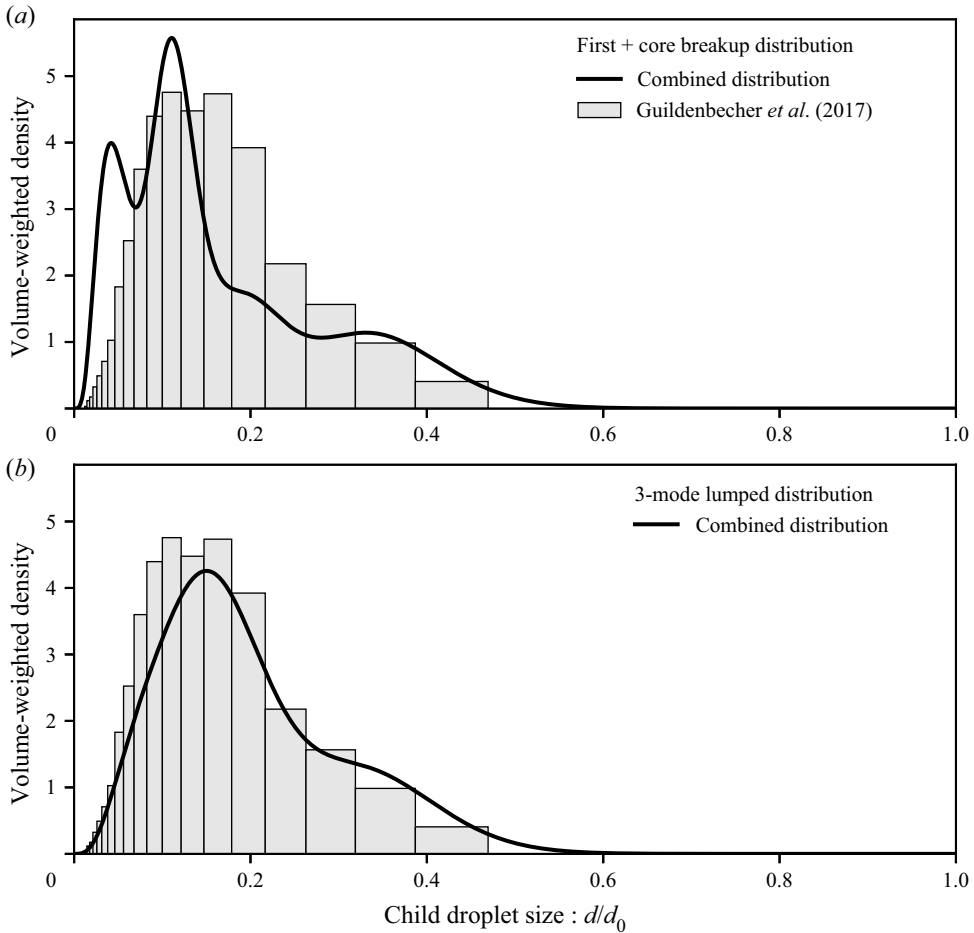 (a)
First + core breakup distribution
Combined distribution
Guildenbecher et al. (2017)
Volume-weighted density
5
4
3
2
1
0
0.2
0.4
0.6
0.8
1.0
(b)
3-mode lumped distribution
Combined distribution
Volume-weighted density
5
4
3
2
1
0
0.2
0.4
0.6
0.8
1.0
Child droplet size : d/d₀